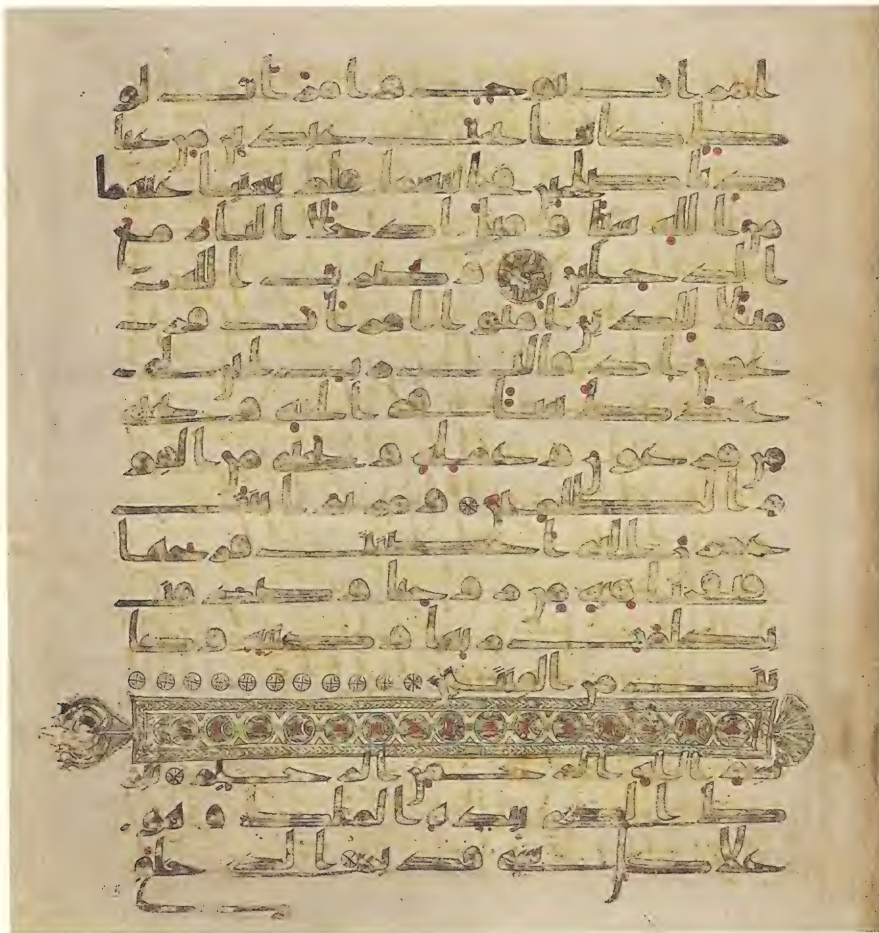 امرات نوح وامرات لو
ط كانتا تحت عبدين من عبا
دنا صلحين فخانتاهما فلم يغنيا عنهما
من الله شيا وقيل ادخلا النار مع
الدخلين وضرب الله
مثلا للذين امنوا امرات فر
عون اذ قالت رب ابن لي
عندك بيتا في الجنة ونجـ
ني من فرعون وعمله ونجني من القو
م الظلمين ومريم ابنت
عمرن التي احصنت فرجها
فنفخنا فيه من روحنا وصدقت
بكلمت ربها وكتبه وكا
نت من القنتين
بسم الله الرحمن الرحيم
تبرك الذي بيده الملك وهو
على كل شي قدير الذي خلق